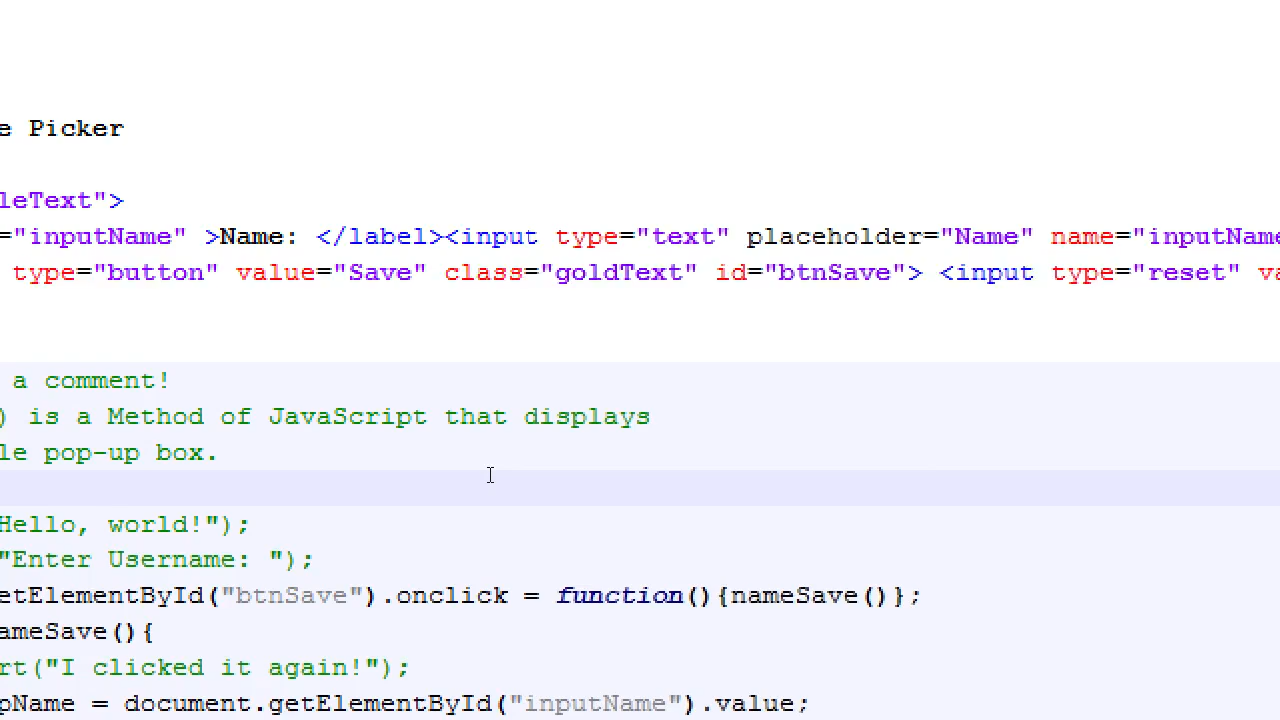 e Picker
leText">
="inputName" >Name: </label><input type="text" placeholder="Name" name="inputName
type="button" value="Save" class="goldText" id="btnSave"> <input type="reset" va
a comment!
) is a Method of JavaScript that displays
le pop-up box.
Hello, world!");
"Enter Username: ");
etElementById("btnSave").onclick = function(){nameSave()};
ameSave(){
rt("I clicked it again!");
pName = document.getElementById("inputName").value;